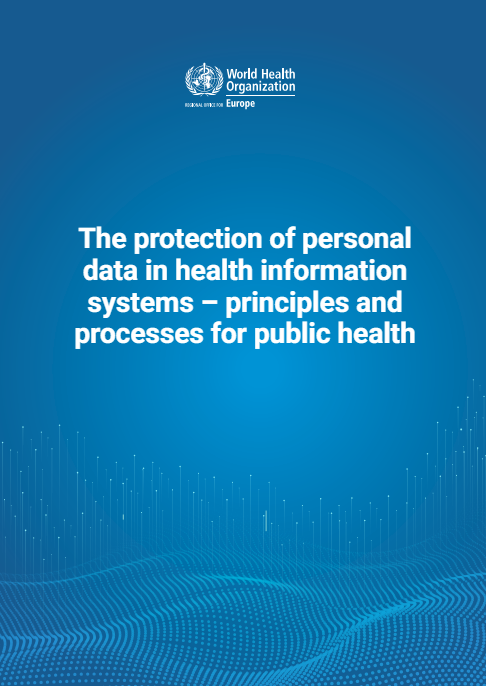 World Health
Organization
REGIONAL OFFICE FOR Europe
The protection of personal
data in health information
systems – principles and
processes for public health